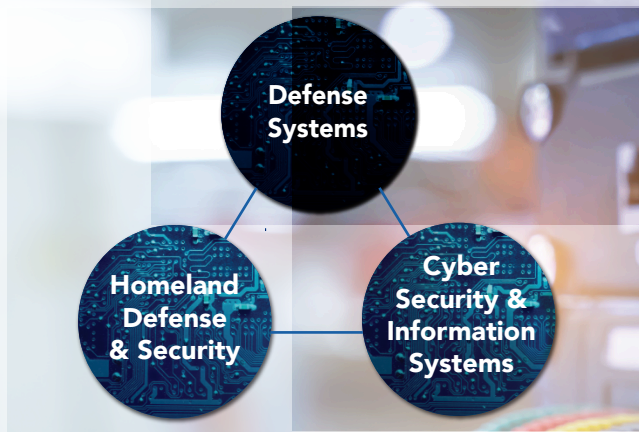 Defense
Systems
Homeland
Defense
& Security
Cyber
Security &
Information
Systems